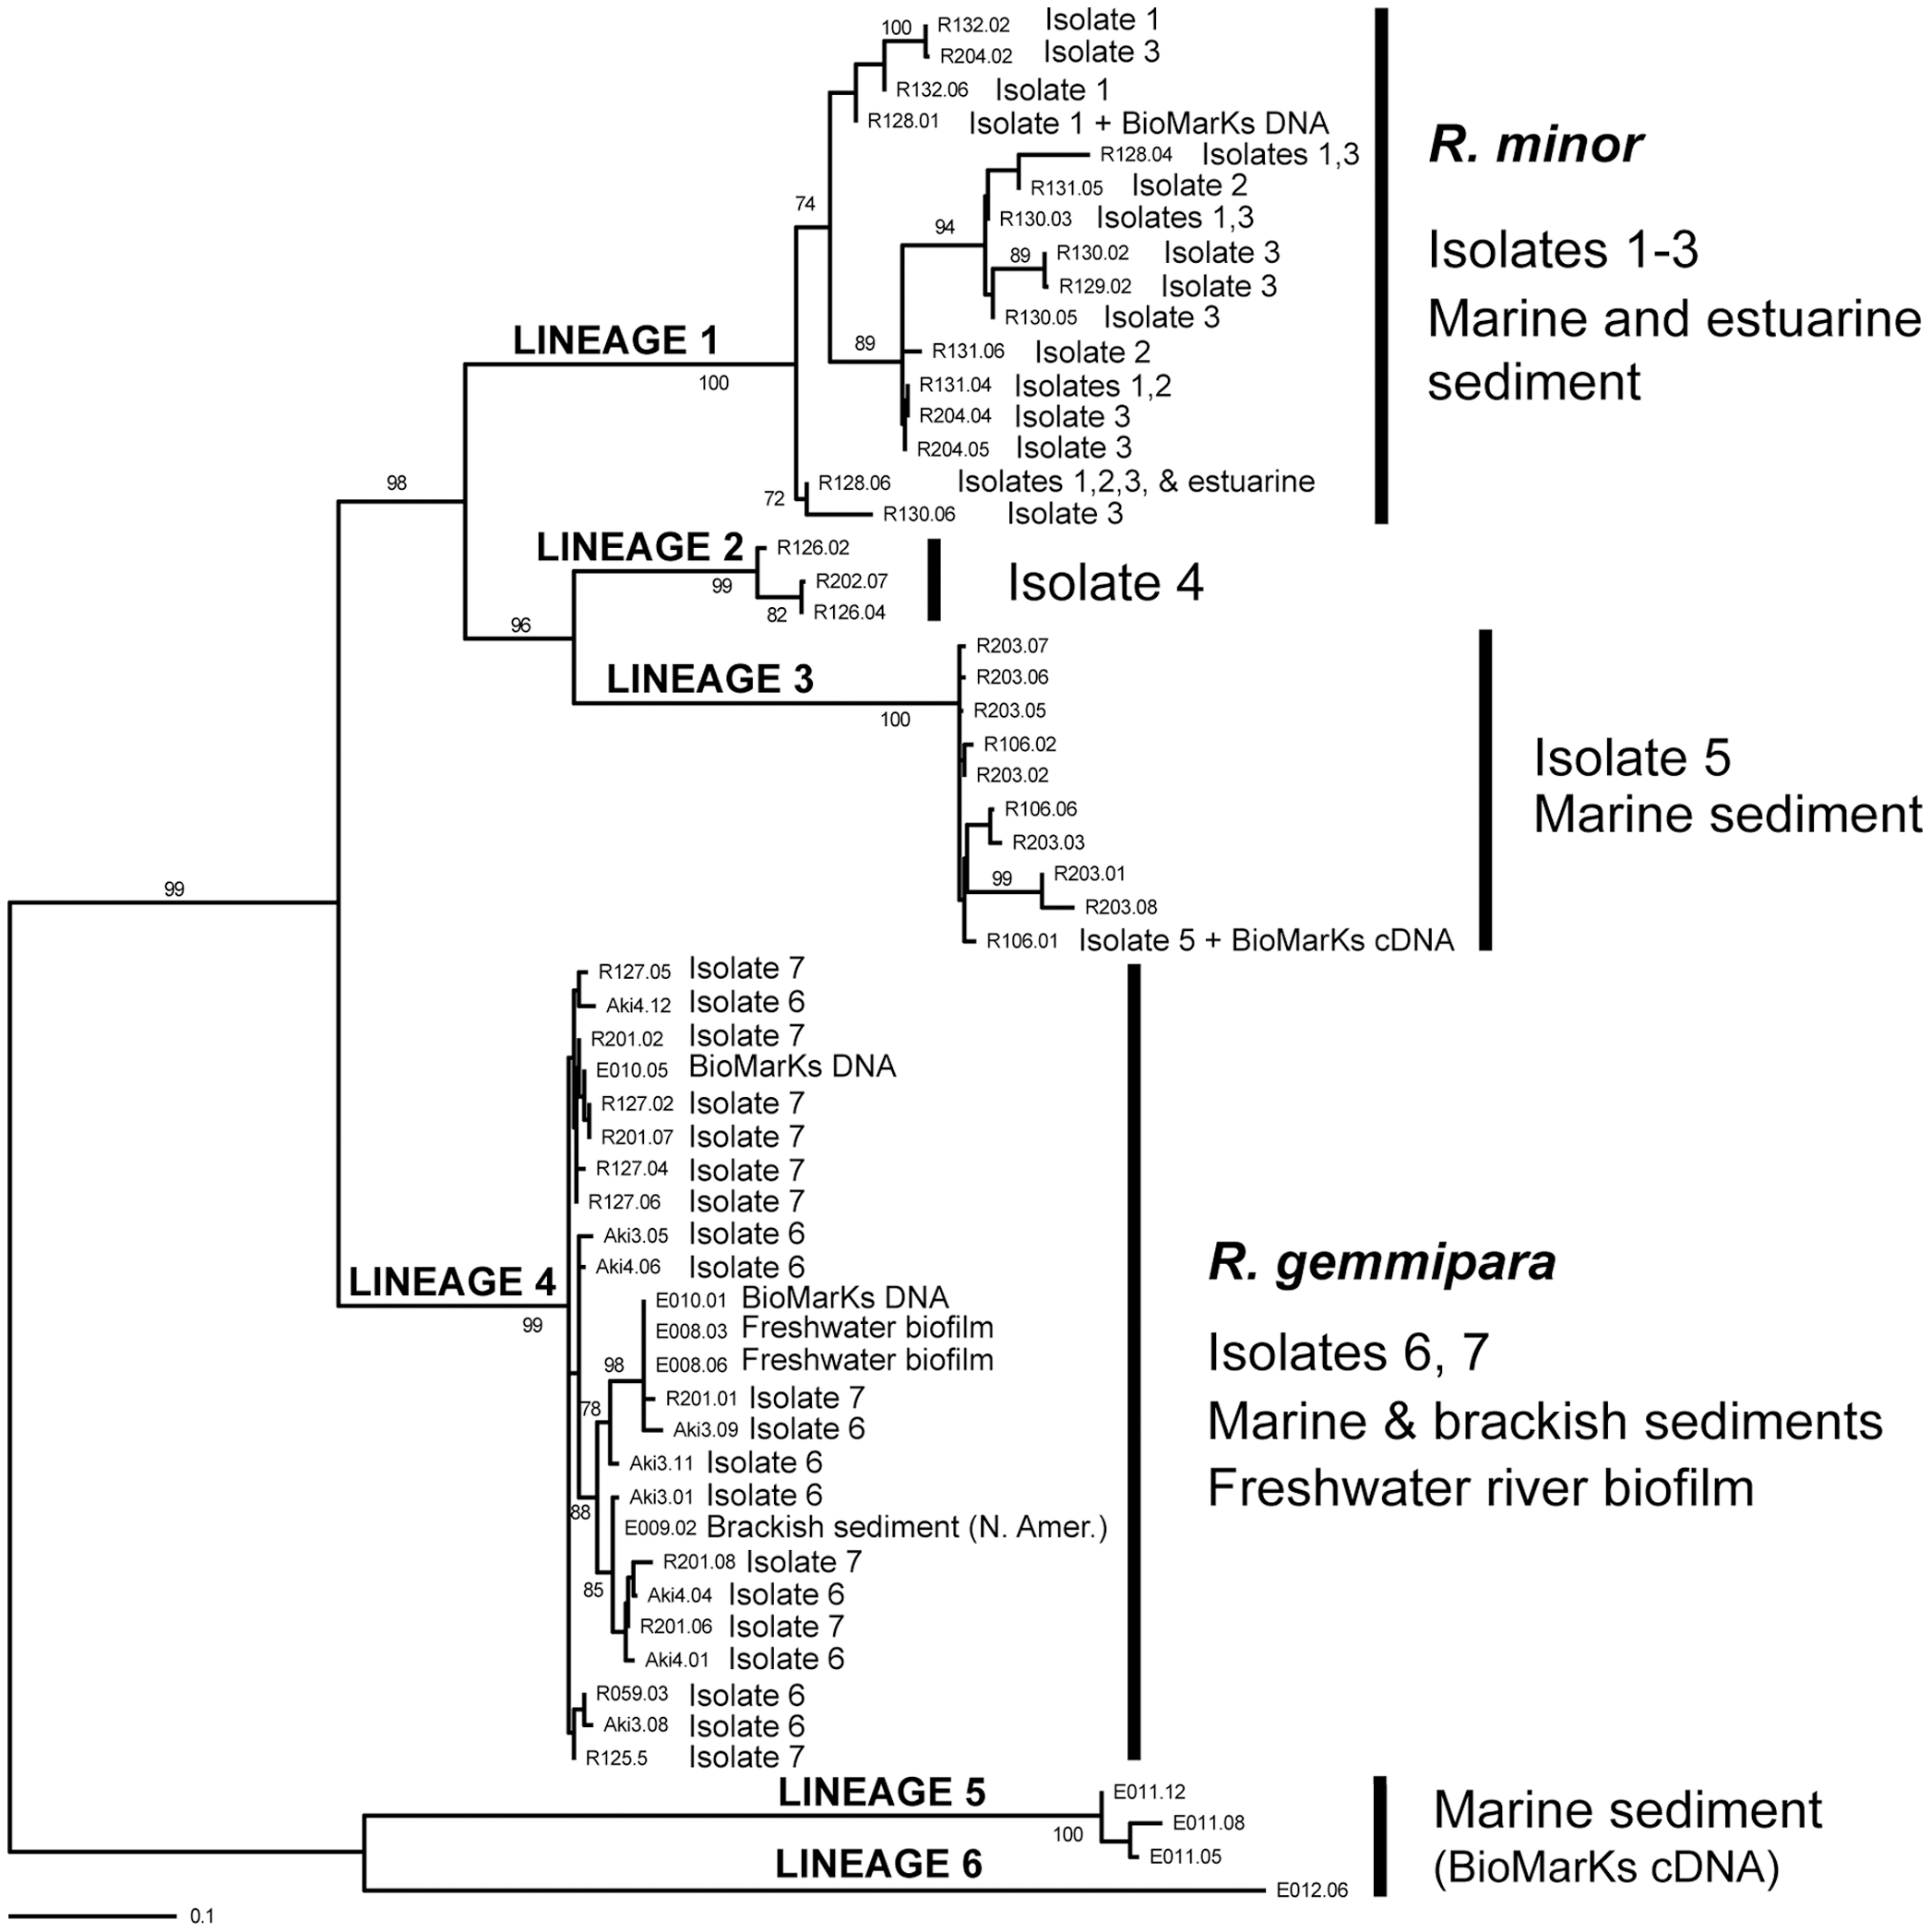 100 R132.02 Isolate 1
R204.02 Isolate 3
R132.06 Isolate 1
R128.01 Isolate 1 + BioMarKs DNA
R. minor
R128.04 Isolates 1,3
R131.05 Isolate 2
74
R130.03 Isolates 1,3
94
Isolates 1-3
89 R130.02 Isolate 3
R129.02 Isolate 3
R130.05 Isolate 3
Marine and estuarine
sediment
LINEAGE 1
89
R131.06 Isolate 2
100
R131.04 Isolates 1,2
R204.04 Isolate 3
R204.05 Isolate 3
98
R128.06 Isolates 1,2,3, & estuarine
72
R130.06 Isolate 3
LINEAGE 2
R126.02
99
R202.07
Isolate 4
82 R126.04
96
R203.07
LINEAGE 3
R203.06
100
R203.05
R106.02
Isolate 5
R203.02
R106.06
Marine sediment
R203.03
99 R203.01
99
R203.08
R106.01 Isolate 5 + BioMarKs cDNA
R127.05 Isolate 7
Aki4.12 Isolate 6
R201.02 Isolate 7
E010.05 BioMarKs DNA
R127.02 Isolate 7
R201.07 Isolate 7
R127.04 Isolate 7
R127.06 Isolate 7
Aki3.05 Isolate 6
R. gemmipara
Aki4.06 Isolate 6
LINEAGE 4
99
E010.01 BioMarKs DNA
E008.03 Freshwater biofilm
Isolates 6, 7
98 E008.06 Freshwater biofilm
78
R201.01 Isolate 7
Marine & brackish sediments
Aki3.09 Isolate 6
Aki3.11 Isolate 6
Freshwater river biofilm
Aki3.01 Isolate 6
88
E009.02 Brackish sediment (N. Amer.)
R201.08 Isolate 7
85
Aki4.04 Isolate 6
R201.06 Isolate 7
Aki4.01 Isolate 6
R059.03 Isolate 6
Aki3.08 Isolate 6
R125.5 Isolate 7
LINEAGE 5
E011.12
Marine sediment
E011.08
100
E011.05
LINEAGE 6
(BioMarKs cDNA)
E012.06
0.1